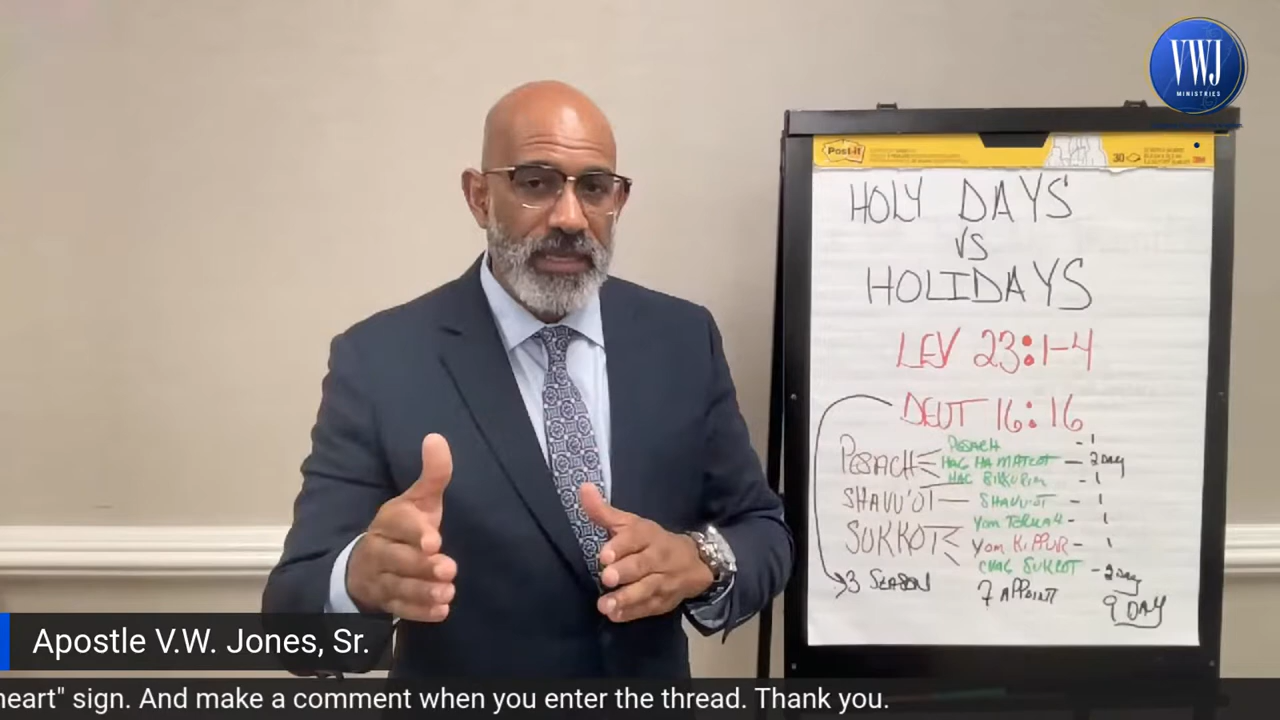 VWJ
MINISTRIES
Post-it
30
3M
HOLY DAYS
VS
HOLIDAYS
LEV 23:1-4
DEUT 16:16
PESACH
PESACH - 1
HAG HA MATZOT - 2 DAY
HAG BIKKURIM - 1
SHAVU'OT - SHAVU'OT - 1
SUKKOT
YOM TERUAH - 1
YOM KIPPUR - 1
CHAG SUKKOT - 2 DAY
3 SEASON 7 APPOINT 9 DAY
Apostle V.W. Jones, Sr.
heart" sign. And make a comment when you enter the thread. Thank you.